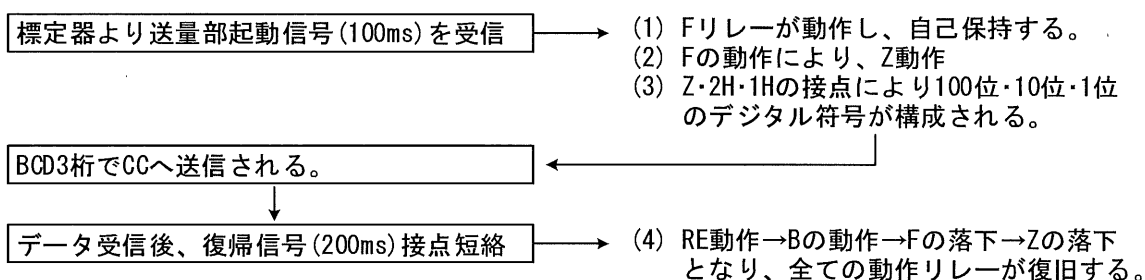 標定器より送量部起動信号(100ms)を受信
(1) Fリレーが動作し、自己保持する。
(2) Fの動作により、Z動作
(3) Z・2H・1Hの接点により100位・10位・1位
のデジタル符号が構成される。
BCD3桁でCCへ送信される。
データ受信後、復帰信号(200ms)接点短絡
(4) RE動作→Bの動作→Fの落下→Zの落下
となり、全ての動作リレーが復旧する。